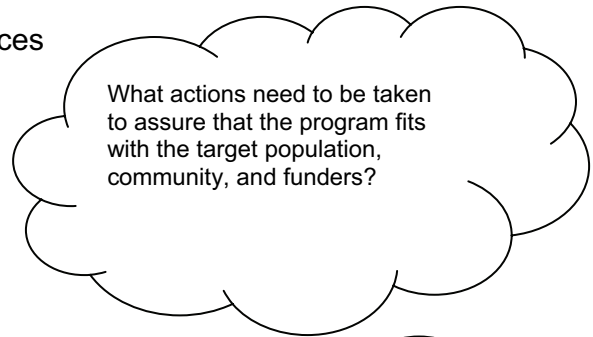 ces
What actions need to be taken
to assure that the program fits
with the target population,
community, and funders?